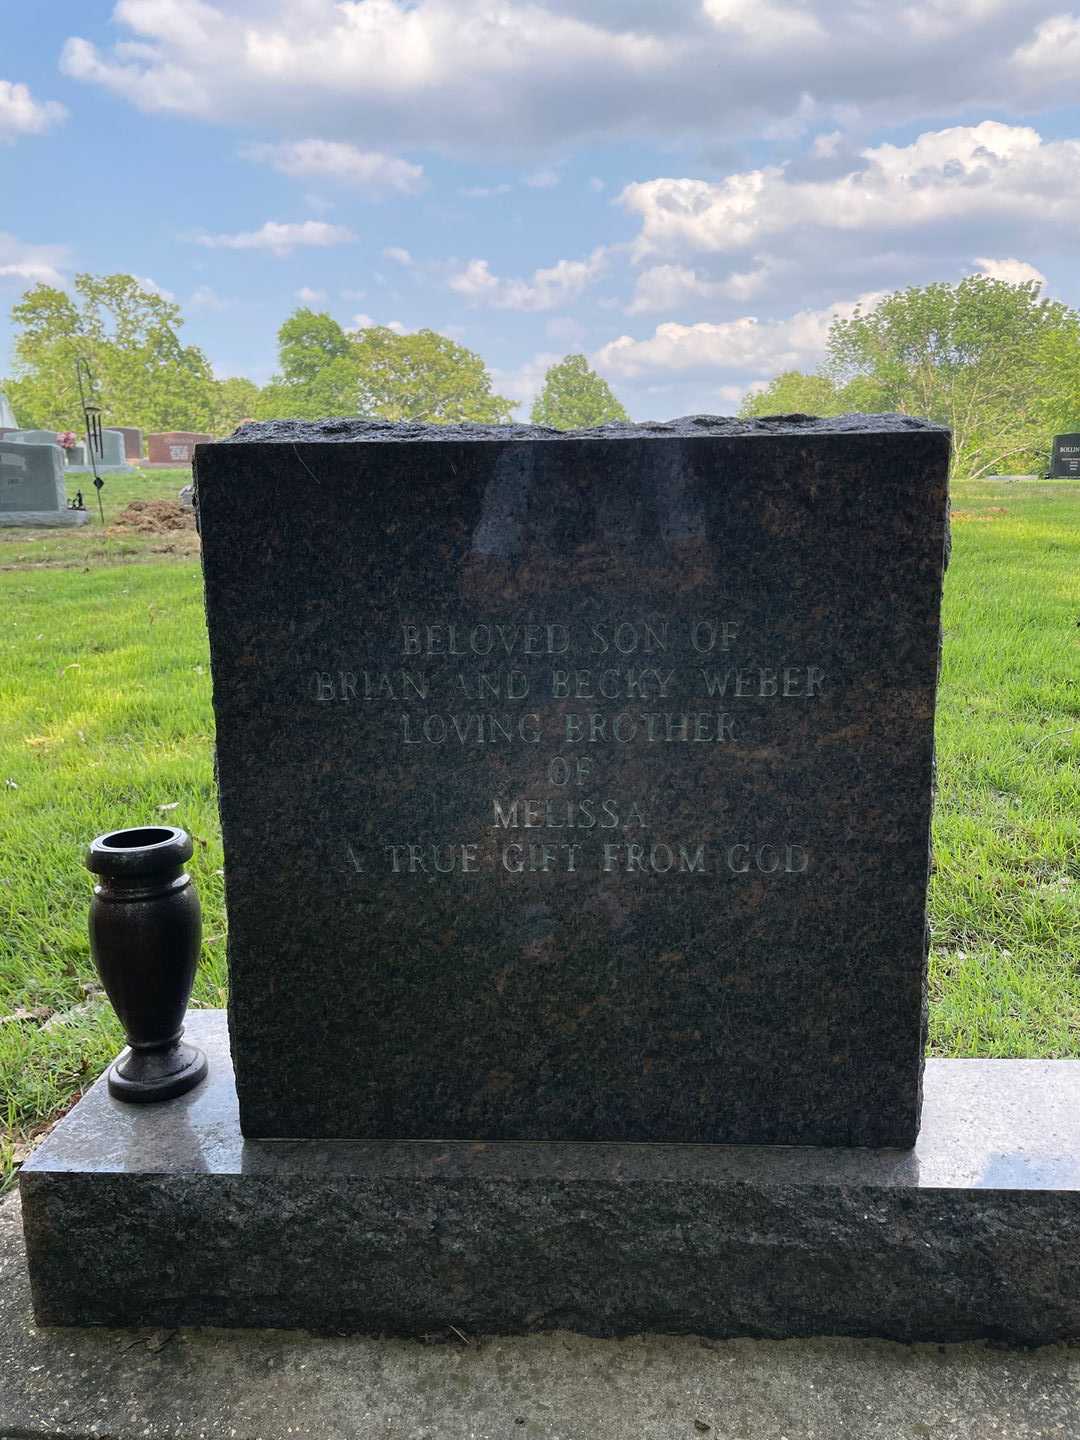 BELOVED SON OF
BRIAN AND BECKY WEBER
LOVING BROTHER
OF
MELISSA
A TRUE GIFT FROM GOD